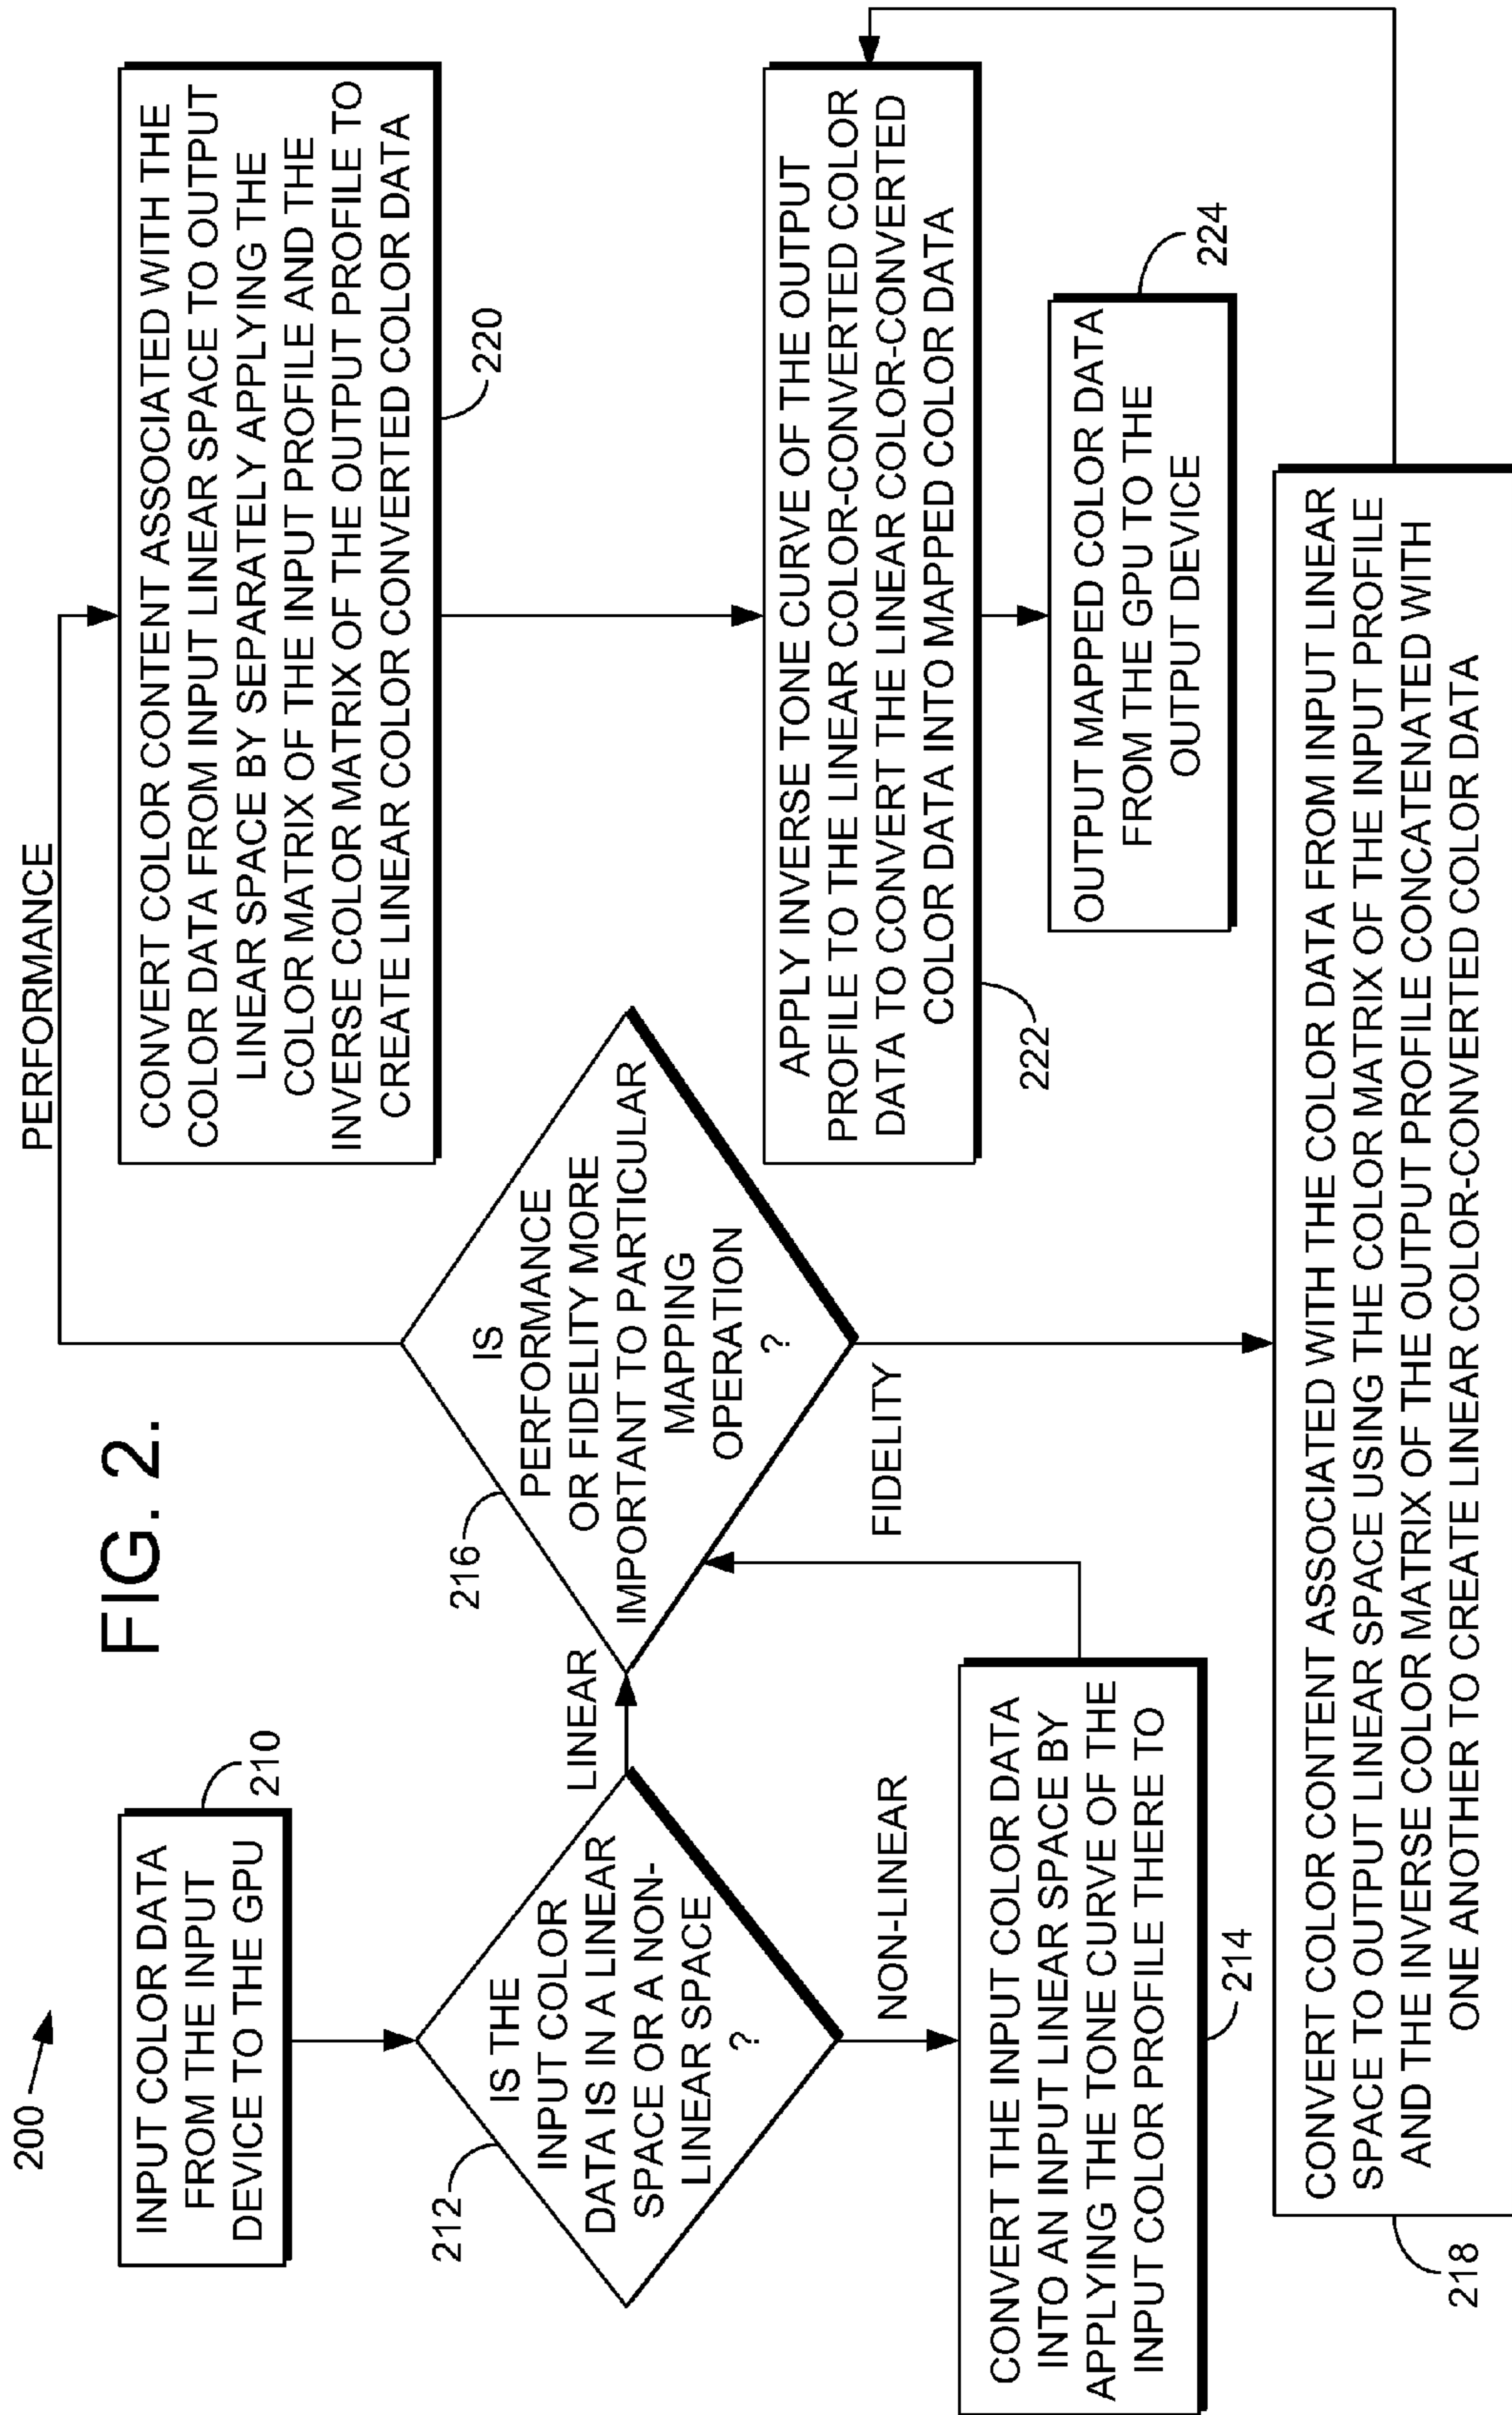 200
FIG. 2.
INPUT COLOR DATA
FROM THE INPUT
DEVICE TO THE GPU
210
IS THE
INPUT COLOR
DATA IS IN A LINEAR
SPACE OR A NON-
LINEAR SPACE
?
212
LINEAR
NON-LINEAR
CONVERT THE INPUT COLOR DATA
INTO AN INPUT LINEAR SPACE BY
APPLYING THE TONE CURVE OF THE
INPUT COLOR PROFILE THERE TO
214
IS
PERFORMANCE
OR FIDELITY MORE
IMPORTANT TO PARTICULAR
MAPPING
OPERATION
?
216
PERFORMANCE
FIDELITY
CONVERT COLOR CONTENT ASSOCIATED WITH THE
COLOR DATA FROM INPUT LINEAR SPACE TO OUTPUT
LINEAR SPACE BY SEPARATELY APPLYING THE
COLOR MATRIX OF THE INPUT PROFILE AND THE
INVERSE COLOR MATRIX OF THE OUTPUT PROFILE TO
CREATE LINEAR COLOR CONVERTED COLOR DATA
220
APPLY INVERSE TONE CURVE OF THE OUTPUT
PROFILE TO THE LINEAR COLOR-CONVERTED COLOR
DATA TO CONVERT THE LINEAR COLOR-CONVERTED
COLOR DATA INTO MAPPED COLOR DATA
222
OUTPUT MAPPED COLOR DATA
FROM THE GPU TO THE
OUTPUT DEVICE
224
CONVERT COLOR CONTENT ASSOCIATED WITH THE COLOR DATA FROM INPUT LINEAR
SPACE TO OUTPUT LINEAR SPACE USING THE COLOR MATRIX OF THE INPUT PROFILE
AND THE INVERSE COLOR MATRIX OF THE OUTPUT PROFILE CONCATENATED WITH
ONE ANOTHER TO CREATE LINEAR COLOR-CONVERTED COLOR DATA
218